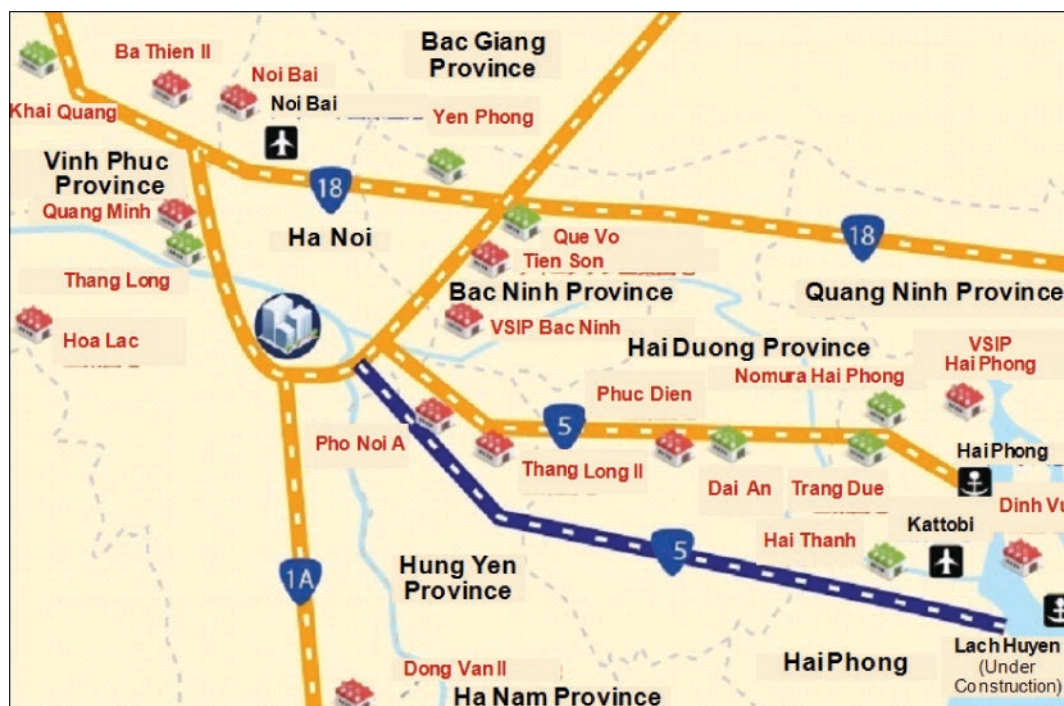 Bac Giang
Province
Ba Thien II
Noi Bai
Noi Bai
Khai Quang
Yen Phong
Vinh Phuc
Province
18
Quang Minh
Ha Noi
Que Vo
18
Tien Son
Thang Long
Bac Ninh Province
Quang Ninh Province
Hoa Lac
VSIP Bac Ninh
Hai Duong Province
VSIP
Hai Phong
Nomura Hai Phong
Phuc Dien
5
Pho Noi A
Thang Long II
Hai Phong
Dai An
Trang Due
Dinh Vu
Kattobi
Hai Thanh
5
1A
Hung Yen
Province
Lach Huyen
(Under
Construction)
Hai Phong
Dong Van II
Ha Nam Province